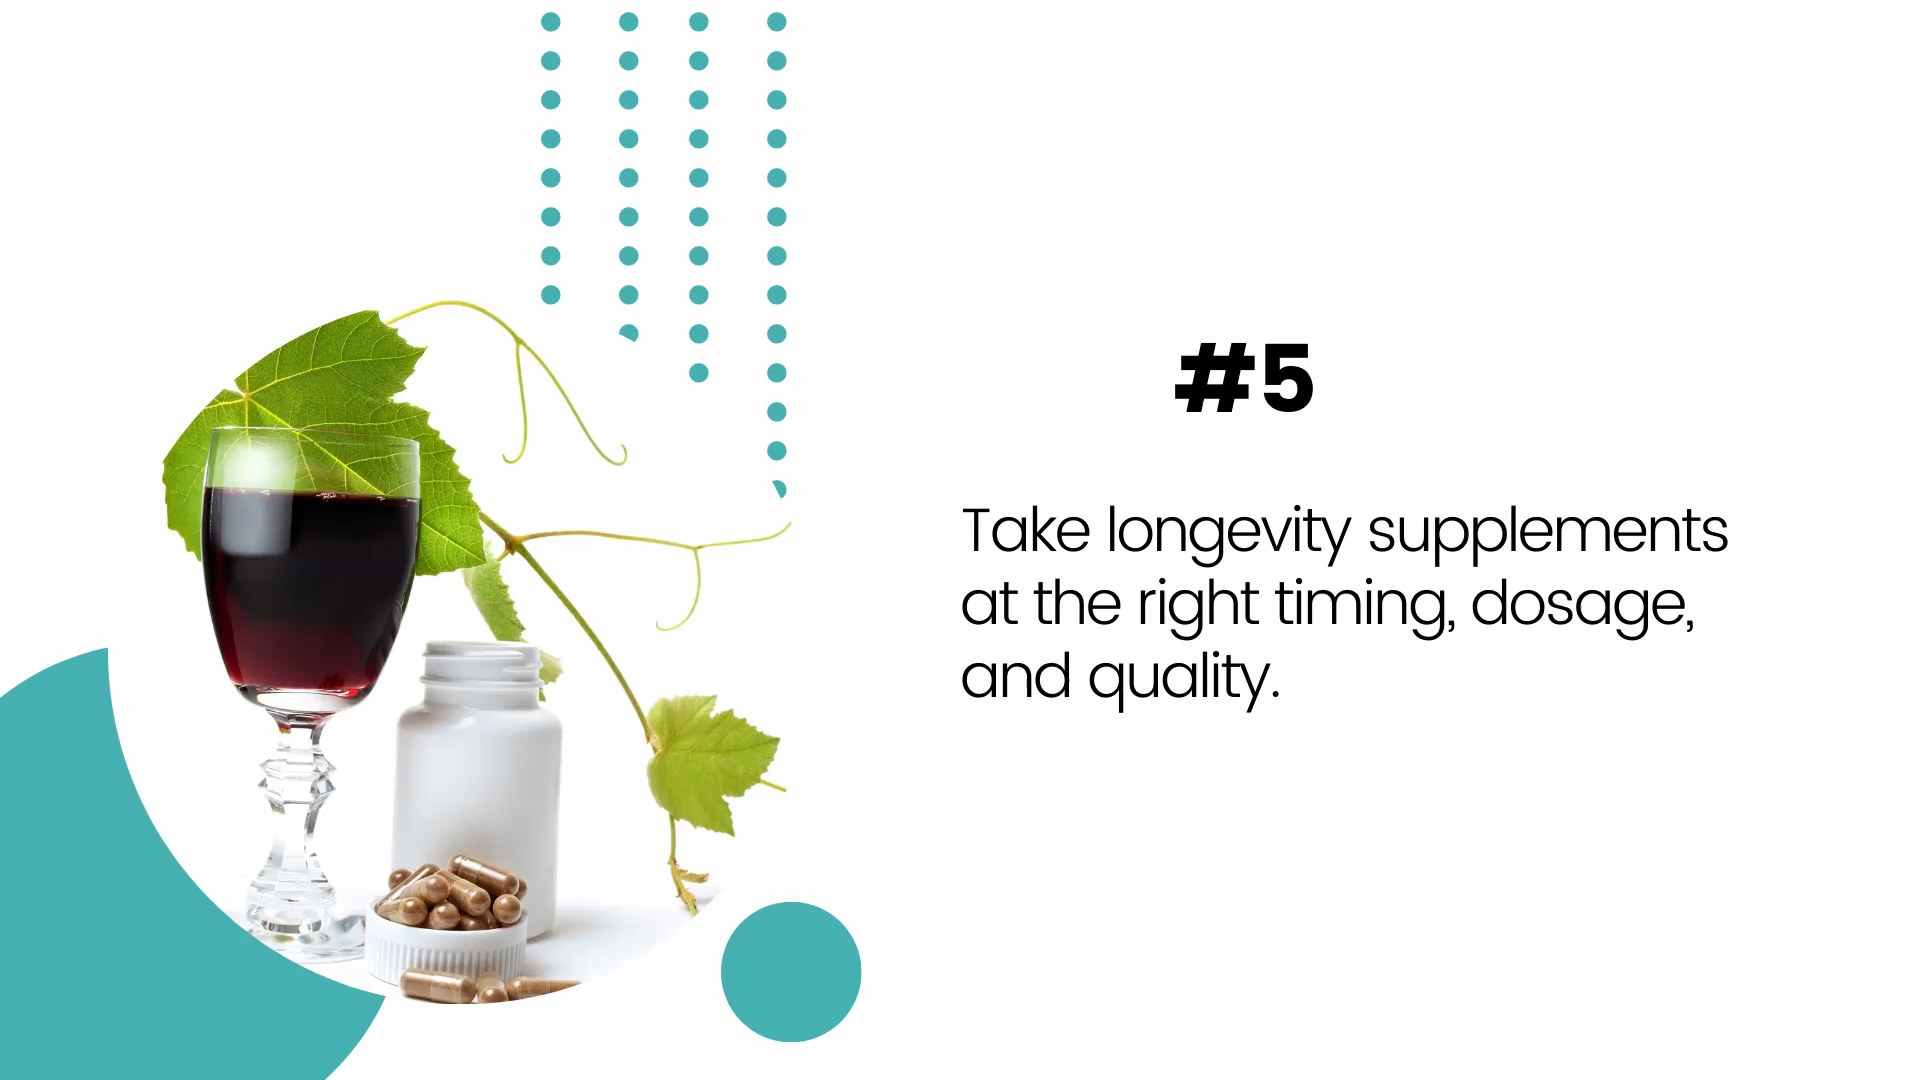 #5
Take longevity supplements
at the right timing, dosage,
and quality.